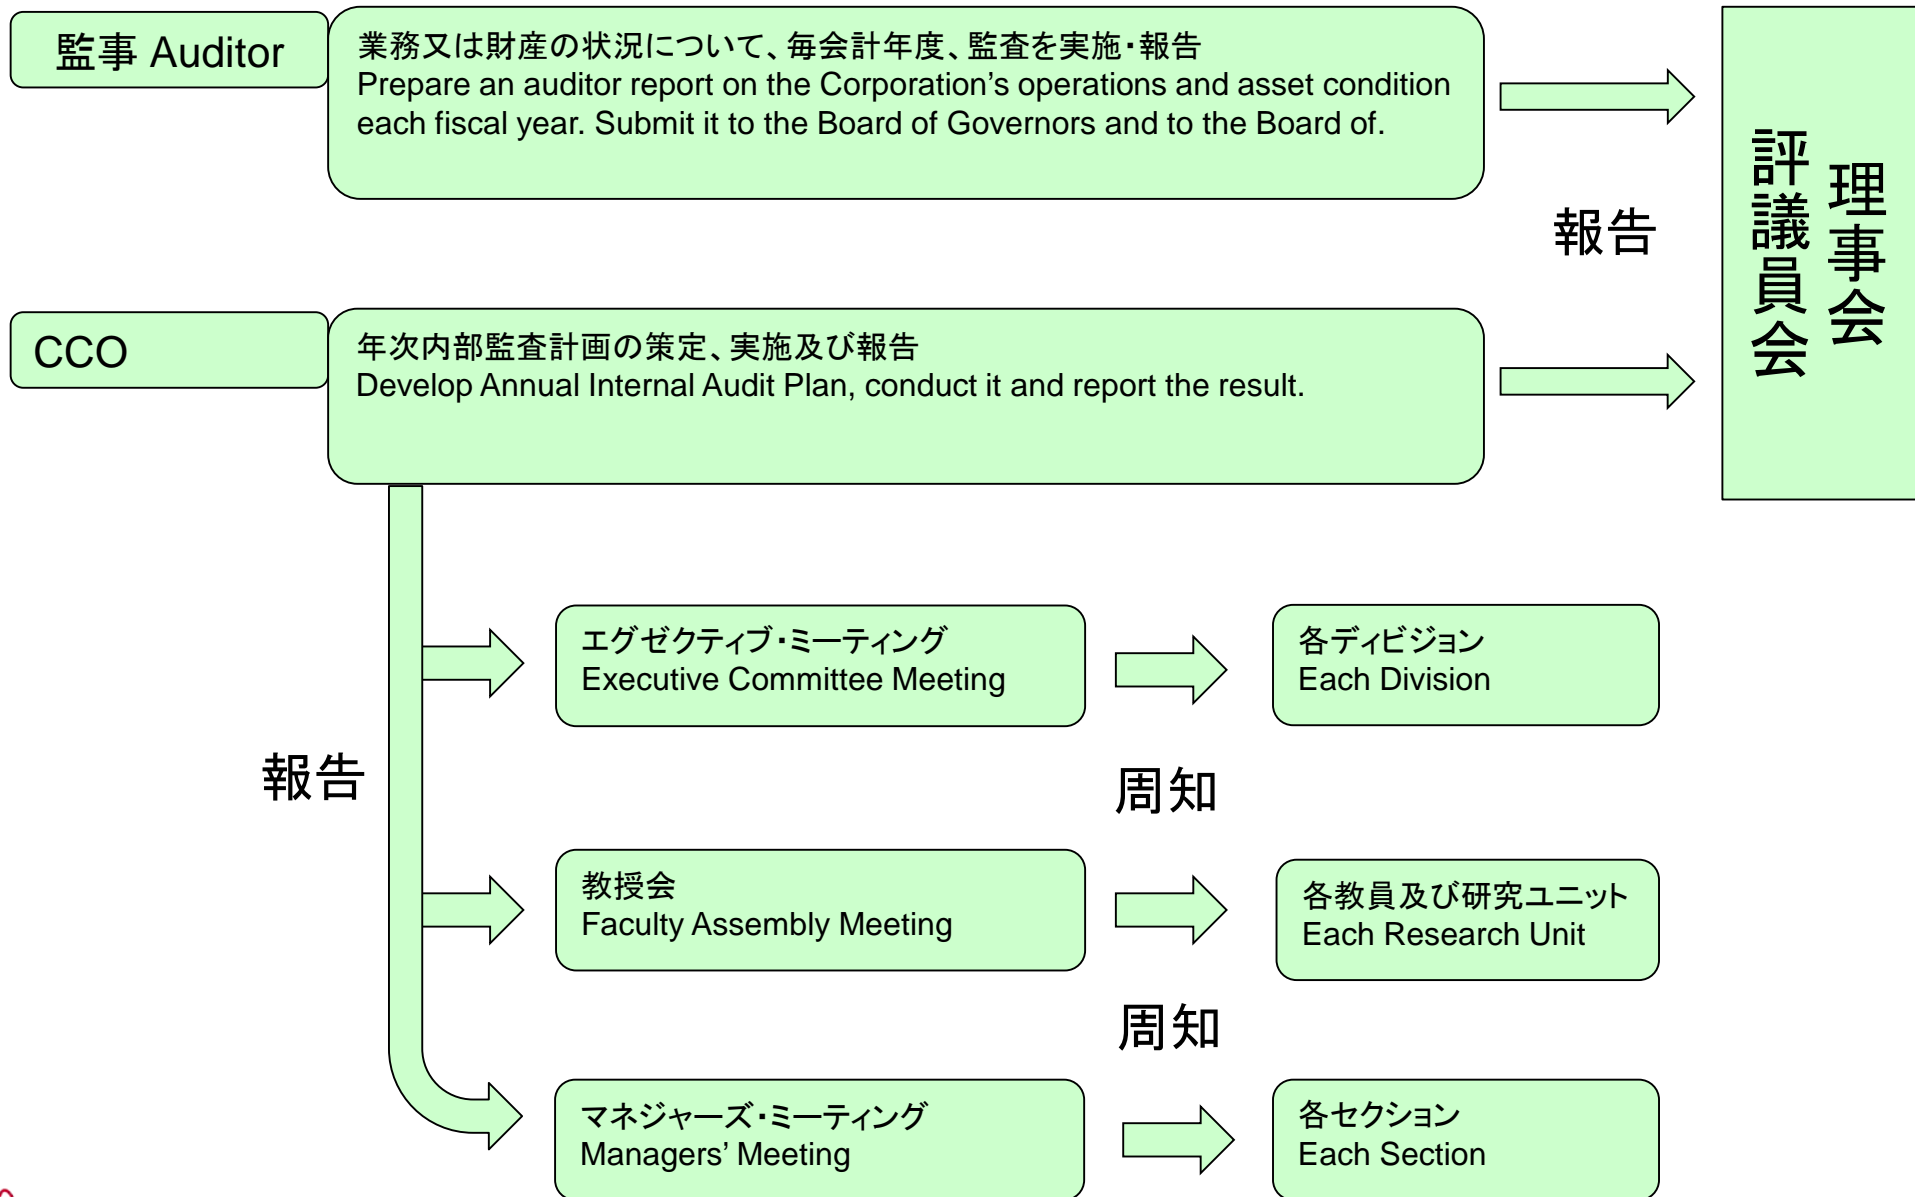 監事 Auditor
業務又は財産の状況について、毎会計年度、監査を実施・報告
Prepare an auditor report on the Corporation’s operations and asset condition
each fiscal year. Submit it to the Board of Governors and to the Board of.
報告
理事会
評議員会
CCO
年次内部監査計画の策定、実施及び報告
Develop Annual Internal Audit Plan, conduct it and report the result.
報告
エグゼクティブ・ミーティング
Executive Committee Meeting
各ディビジョン
Each Division
周知
教授会
Faculty Assembly Meeting
各教員及び研究ユニット
Each Research Unit
周知
マネジャーズ・ミーティング
Managers’ Meeting
各セクション
Each Section